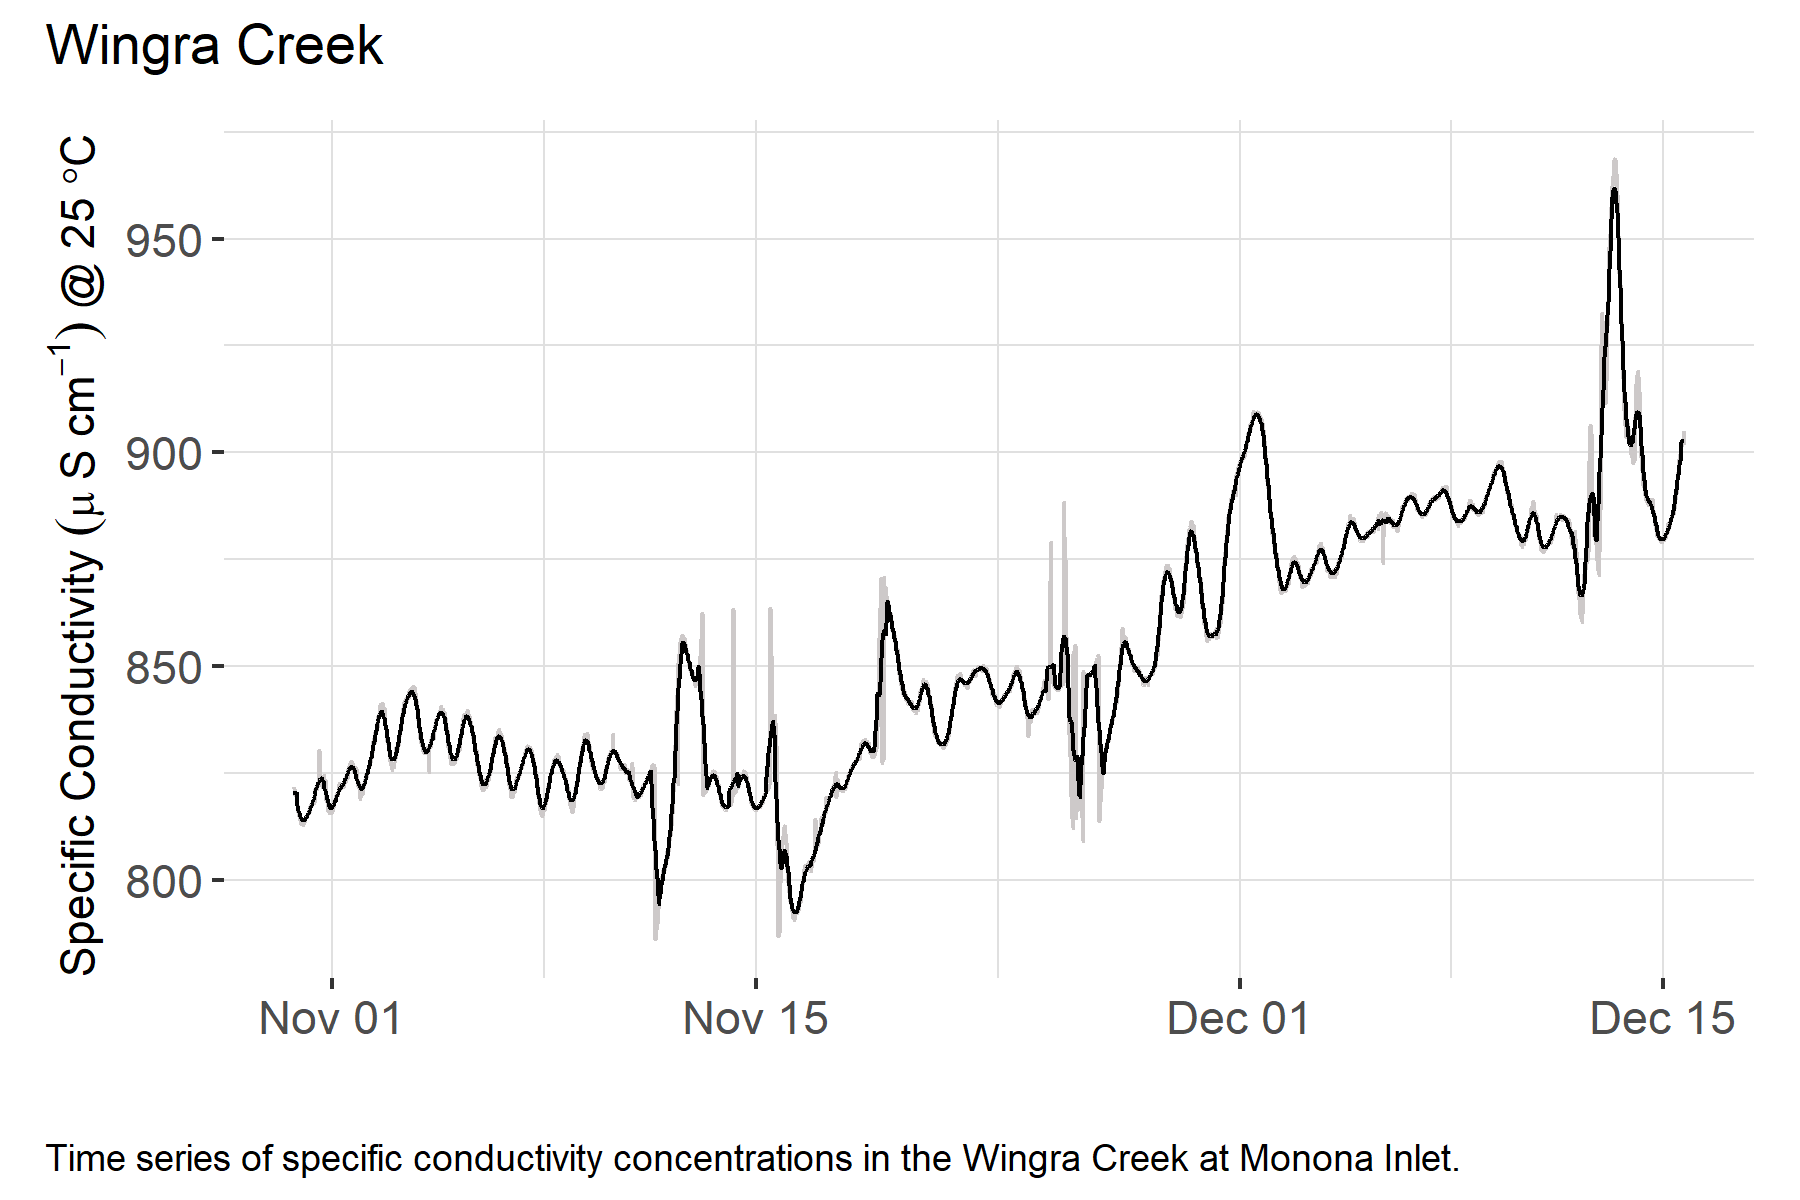 Wingra Creek
Specific Conductivity (μ S cm⁻¹) @ 25 °C
950
900
850
800
Nov 01
Nov 15
Dec 01
Dec 15
Time series of specific conductivity concentrations in the Wingra Creek at Monona Inlet.